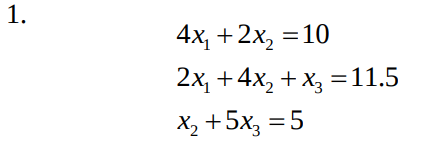 1.
4x₁ + 2x₂ = 10
2x₁ + 4x₂ + x₃ = 11.5
x₂ + 5x₃ = 5